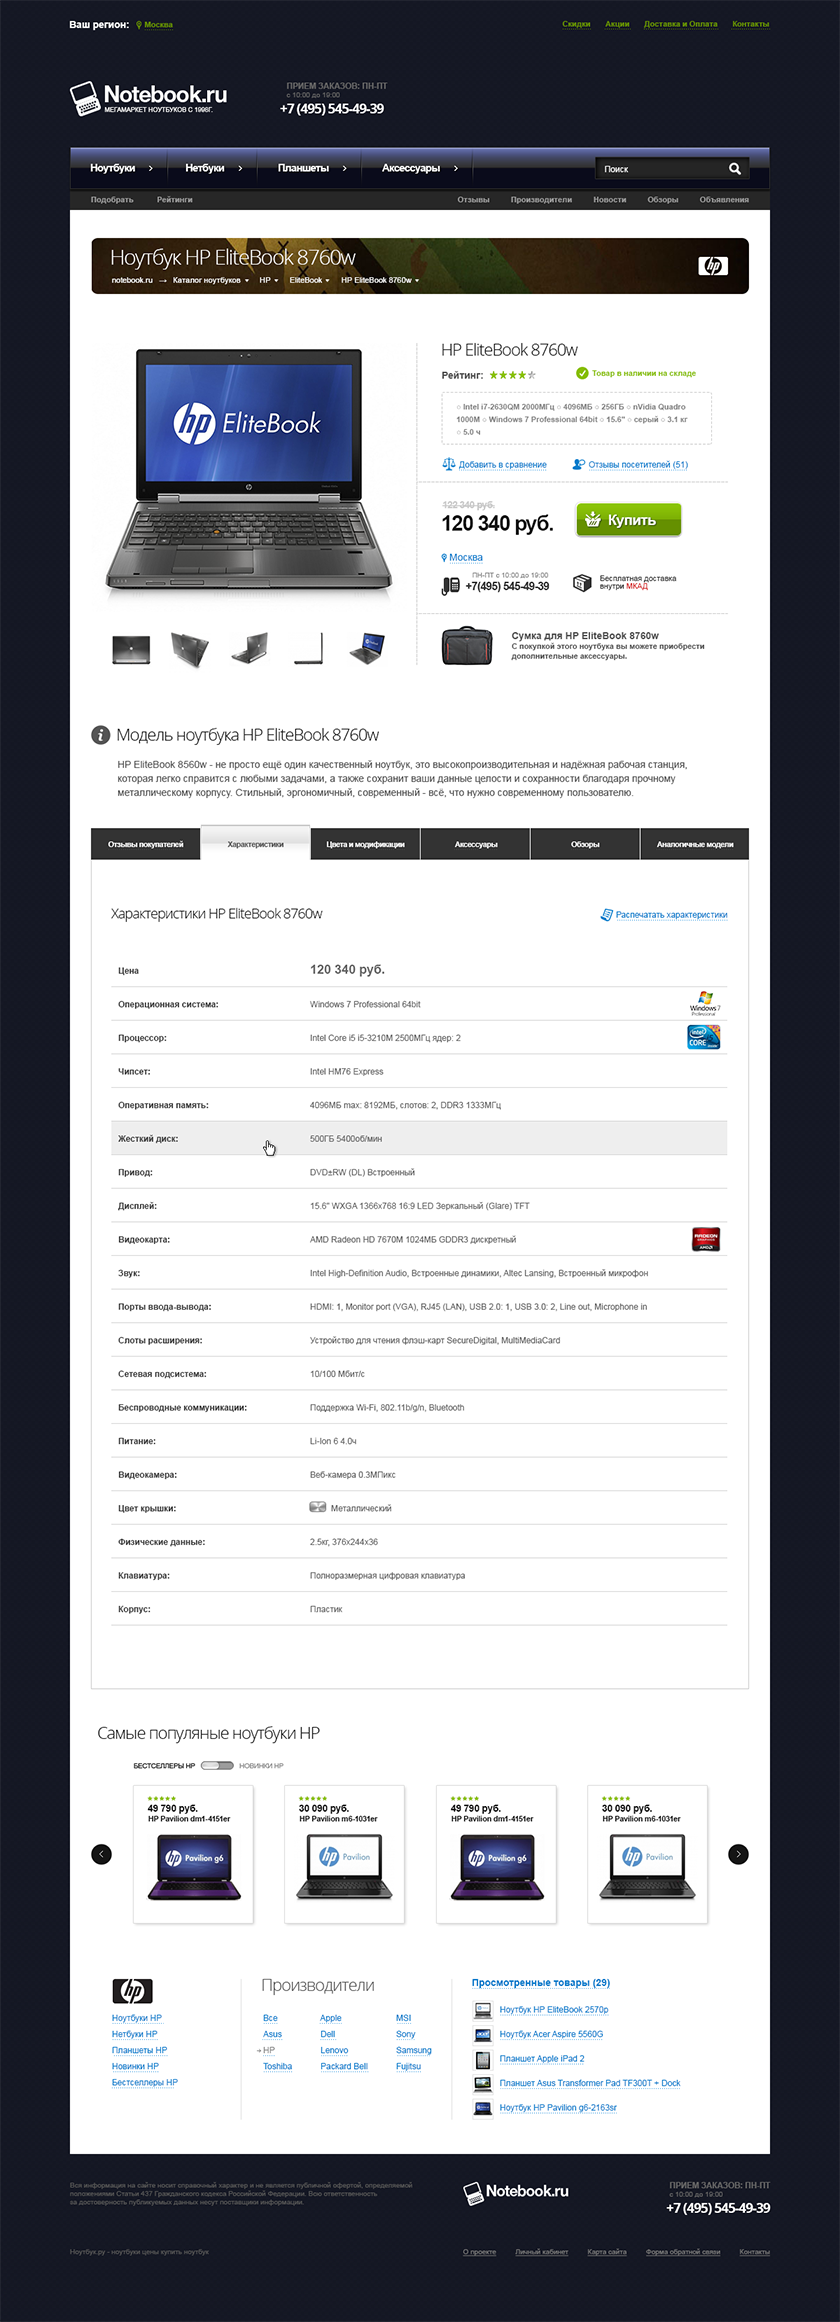 Ваш регион: Москва
Скидки Акции Доставка и Оплата Контакты
Notebook.ru
МЕГАМАРКЕТ НОУТБУКОВ С 1998Г.
ПРИЕМ ЗАКАЗОВ: ПН-ПТ
с 10:00 до 19:00
+7 (495) 545-49-39
Ноутбуки Нетбуки Планшеты Аксессуары Поиск
Подобрать Рейтинги Отзывы Производители Новости Обзоры Объявления
Ноутбук HP EliteBook 8760w
notebook.ru → Каталог ноутбуков HP EliteBook HP EliteBook 8760w
hp
hp EliteBook
HP EliteBook 8760w
Рейтинг: Товар в наличии на складе
○ Intel i7-2630QM 2000МГц ○ 4096МБ ○ 256ГБ ○ nVidia Quadro
1000M ○ Windows 7 Professional 64bit ○ 15.6" ○ серый ○ 3.1 кг
○ 5.0 ч
Добавить в сравнение Отзывы посетителей (51)
122 340 руб.
120 340 руб. Купить
Москва
ПН-ПТ с 10:00 до 19:00
+7(495) 545-49-39
Бесплатная доставка
внутри МКАД
Сумка для HP EliteBook 8760w
С покупкой этого ноутбука вы можете приобрести
дополнительные аксессуары.
Модель ноутбука HP EliteBook 8760w
HP EliteBook 8560w - не просто ещё один качественный ноутбук, это высокопроизводительная и надёжная рабочая станция,
которая легко справится с любыми задачами, а также сохранит ваши данные целости и сохранности благодаря прочному
металлическому корпусу. Стильный, эргономичный, современный - всё, что нужно современному пользователю.
Отзывы покупателей Характеристики Цвета и модификации Аксессуары Обзоры Аналогичные модели
Характеристики HP EliteBook 8760w Распечатать характеристики
Цена 120 340 руб.
Операционная система: Windows 7 Professional 64bit Windows 7
Professional
Процессор: Intel Core i5 i5-3210M 2500МГц ядер: 2 intel CORE
Чипсет: Intel HM76 Express
Оперативная память: 4096МБ max: 8192МБ, слотов: 2, DDR3 1333МГц
Жесткий диск: 500ГБ 5400об/мин
Привод: DVD±RW (DL) Встроенный
Дисплей: 15.6" WXGA 1366x768 16:9 LED Зеркальный (Glare) TFT
Видеокарта: AMD Radeon HD 7670M 1024МБ GDDR3 дискретный RADEON GRAPHICS AMD
Звук: Intel High-Definition Audio, Встроенные динамики, Altec Lansing, Встроенный микрофон
Порты ввода-вывода: HDMI: 1, Monitor port (VGA), RJ45 (LAN), USB 2.0: 1, USB 3.0: 2, Line out, Microphone in
Слоты расширения: Устройство для чтения флэш-карт SecureDigital, MultiMediaCard
Сетевая подсистема: 10/100 Мбит/с
Беспроводные коммуникации: Поддержка Wi-Fi, 802.11b/g/n, Bluetooth
Питание: Li-Ion 6 4.0ч
Видеокамера: Веб-камера 0.3МПикс
Цвет крышки: Металлический
Физические данные: 2.5кг, 376x244x36
Клавиатура: Полноразмерная цифровая клавиатура
Корпус: Пластик
Самые популяные ноутбуки HP
БЕСТСЕЛЛЕРЫ HP НОВИНКИ HP
49 790 руб. 30 090 руб. 49 790 руб. 30 090 руб.
HP Pavilion dm1-4151er HP Pavilion m6-1031er HP Pavilion dm1-4151er HP Pavilion m6-1031er
hp Pavilion g6 hp Pavilion hp Pavilion g6 hp Pavilion
hp
Ноутбуки HP
Нетбуки HP
Планшеты HP
Новинки HP
Бестселлеры HP
Производители
Все Apple MSI
Asus Dell Sony
HP Lenovo Samsung
Toshiba Packard Bell Fujitsu
Просмотренные товары (29)
Ноутбук HP EliteBook 2570p
Ноутбук Acer Aspire 5560G
Планшет Apple iPad 2
Планшет Asus Transformer Pad TF300T + Dock
Ноутбук HP Pavilion g6-2163sr
Вся информация на сайте носит справочный характер и не является публичной офертой, определяемой
положениями Статьи 437 Гражданского кодекса Российской Федерации. Всю ответственность
за достоверность публикуемых данных несут поставщики информации.
Notebook.ru
ПРИЕМ ЗАКАЗОВ: ПН-ПТ
с 10:00 до 19:00
+7 (495) 545-49-39
Ноутбук.ру - ноутбуки цены купить ноутбук
О проекте Личный кабинет Карта сайта Форма обратной связи Контакты